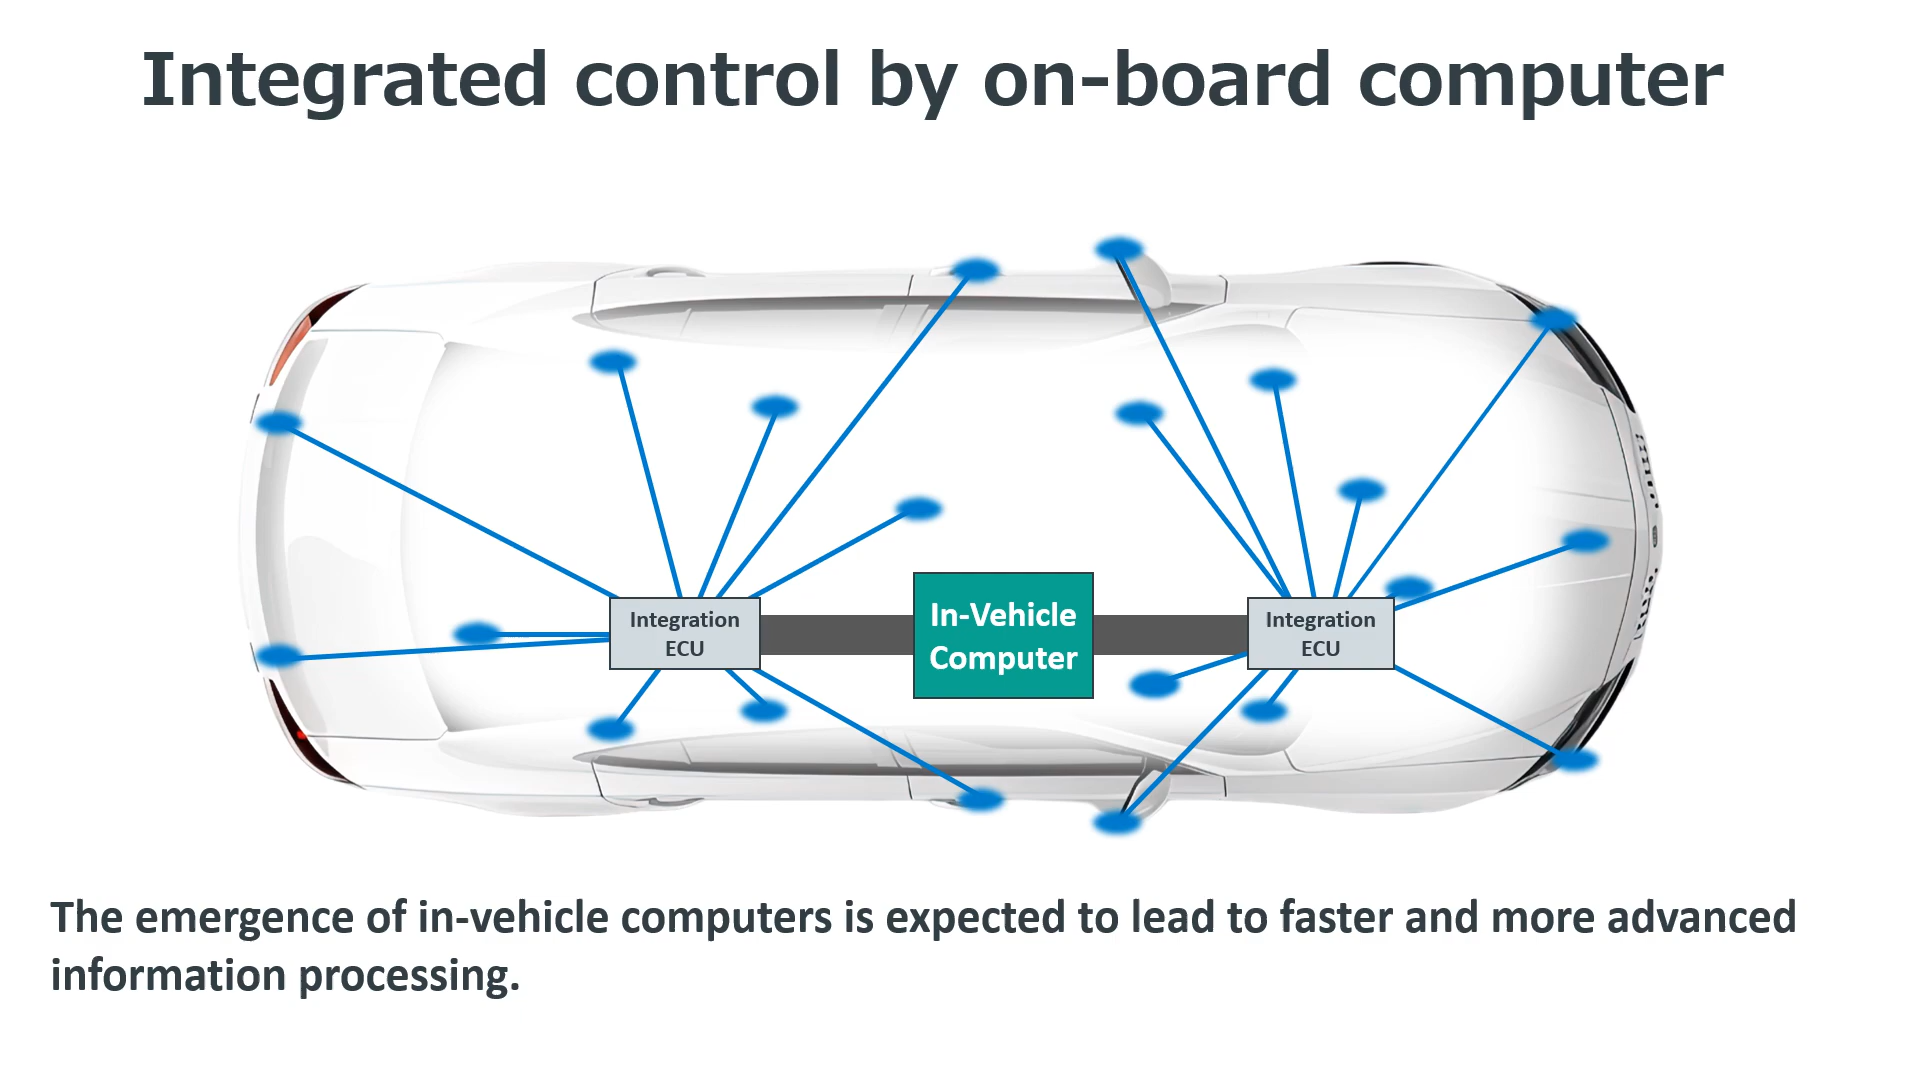 Integrated control by on-board computer
Integration
ECU
In-Vehicle
Computer
Integration
ECU
The emergence of in-vehicle computers is expected to lead to faster and more advanced
information processing.